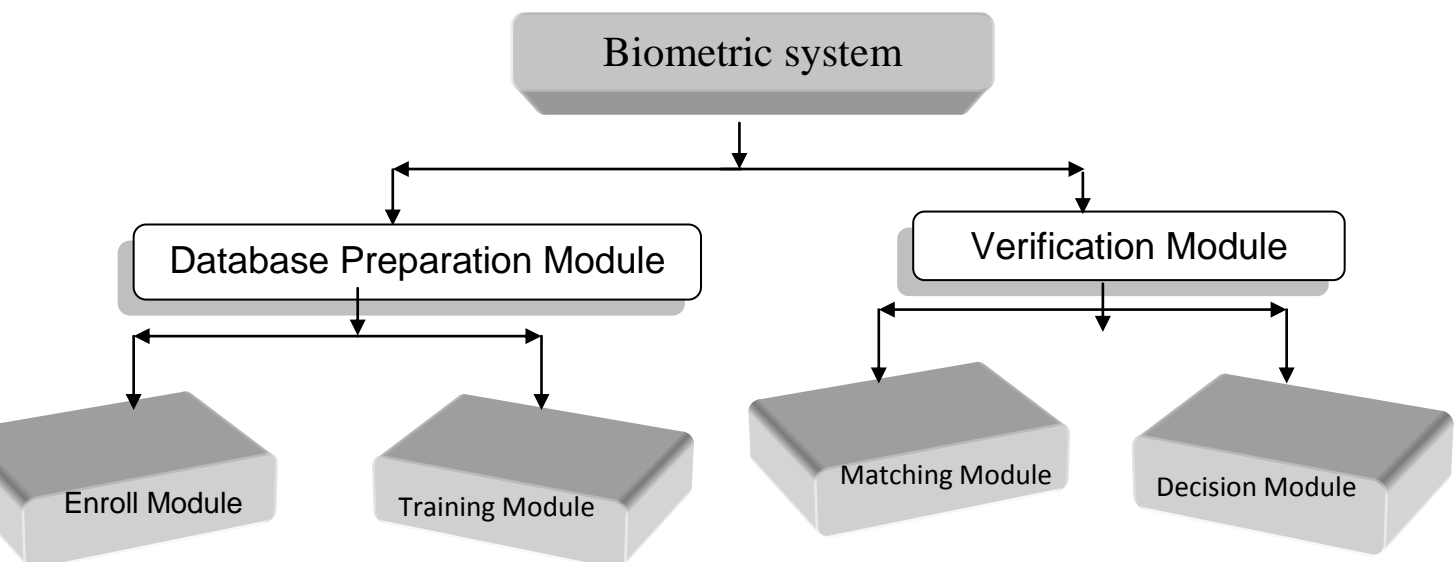 Biometric system
Database Preparation Module
Verification Module
Enroll Module
Training Module
Matching Module
Decision Module